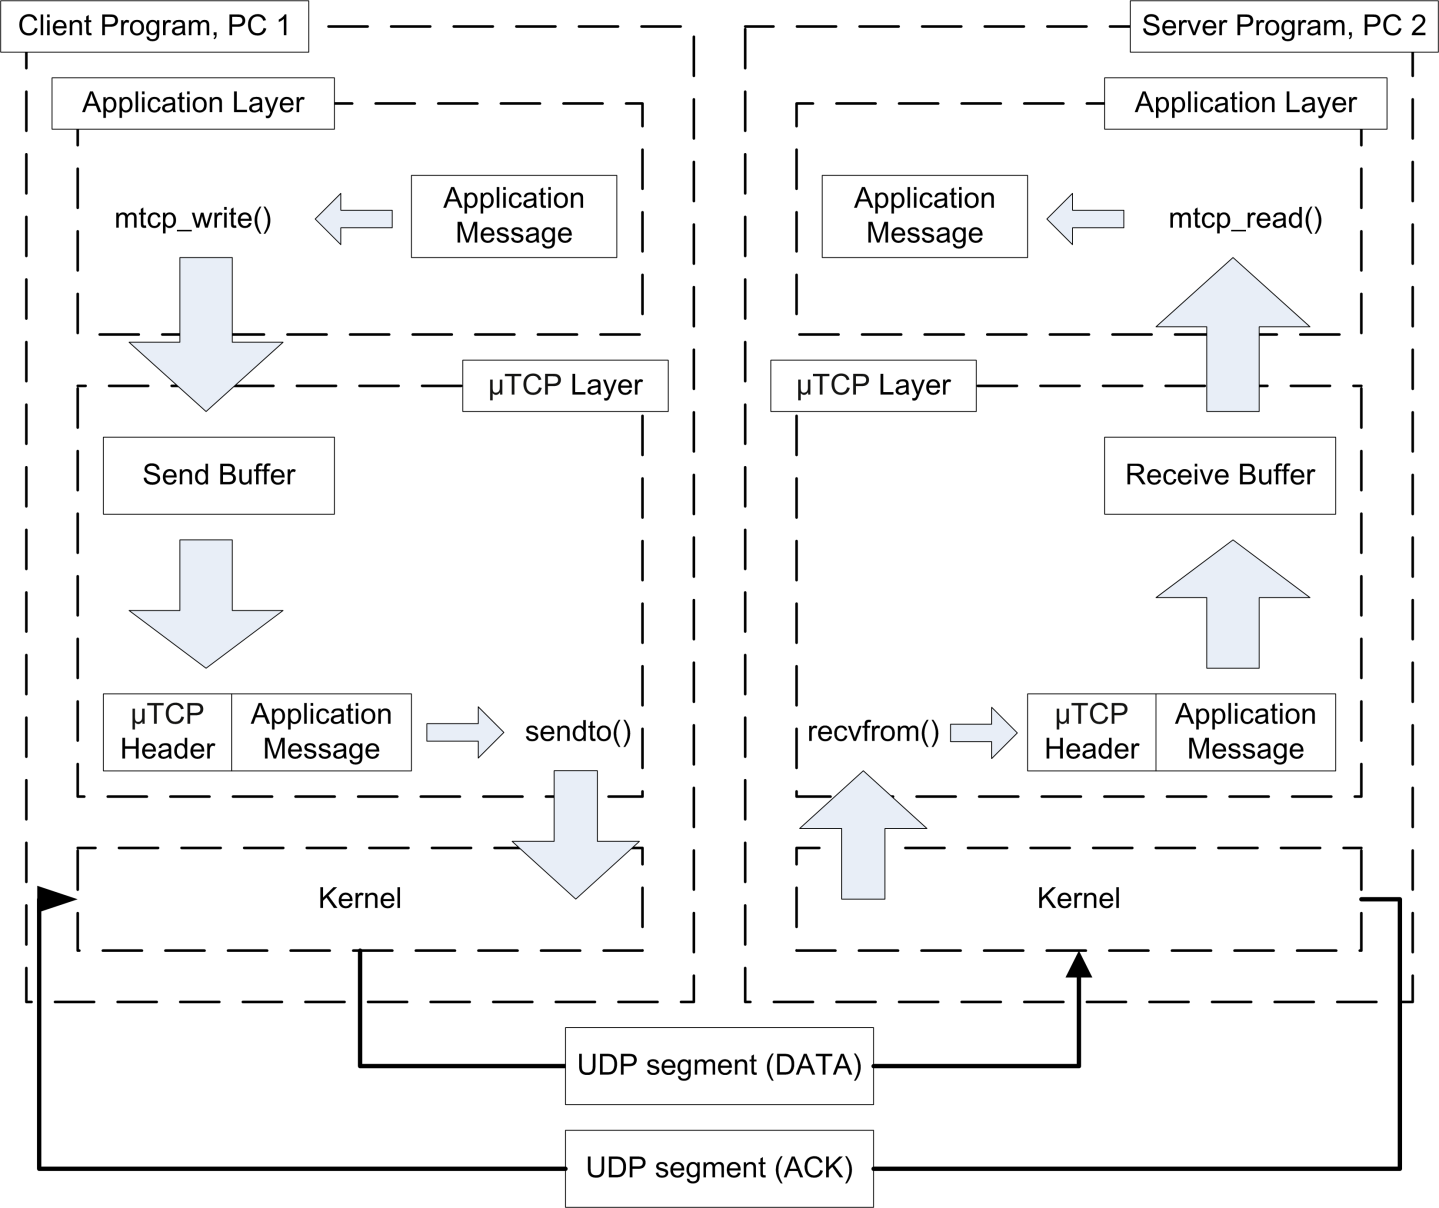 Client Program, PC 1
Server Program, PC 2
Application Layer
Application Layer
mtcp_write()
Application
Message
Application
Message
mtcp_read()
µTCP Layer
µTCP Layer
Send Buffer
Receive Buffer
µTCP
Header
Application
Message
sendto()
recvfrom()
µTCP
Header
Application
Message
Kernel
Kernel
UDP segment (DATA)
UDP segment (ACK)